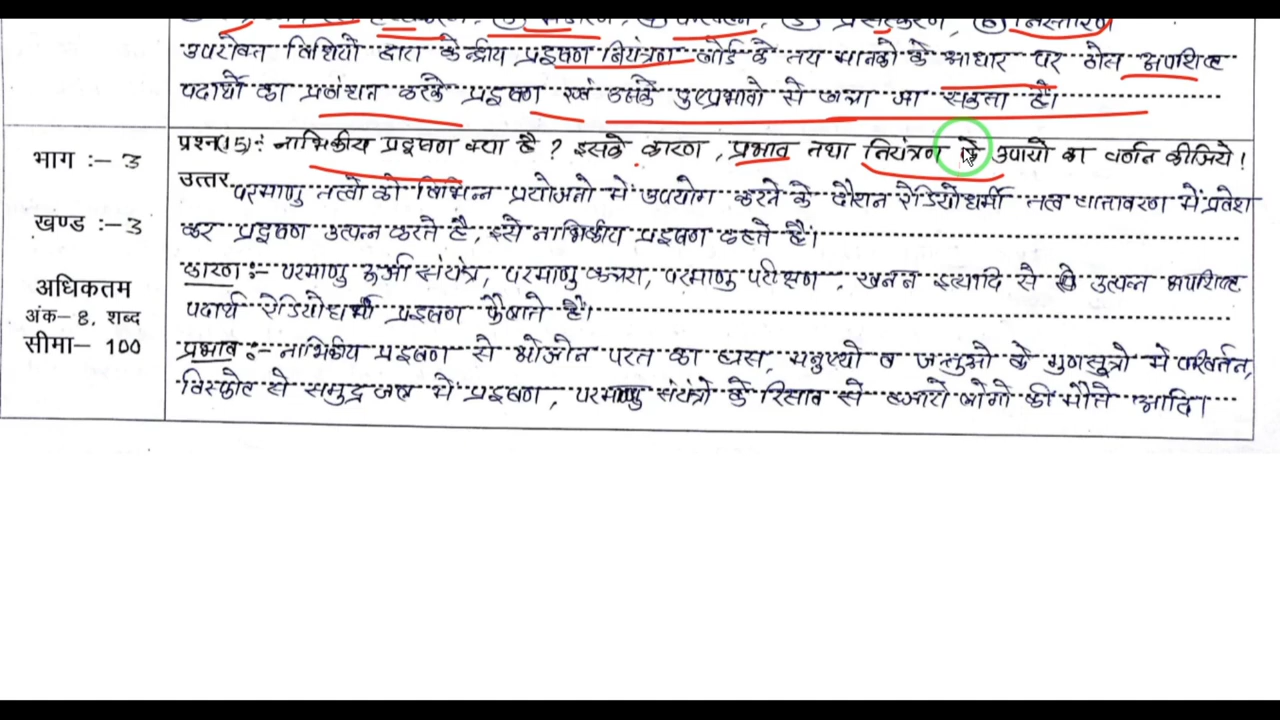 उपरोक्त विधियों द्वारा केन्द्रीय प्रदूषण नियंत्रण बोर्ड के तय मानको के आधार पर ठोस अपशिष्ट
पदार्थो का प्रबंधन करके प्रदूषण एवं उसके दुष्प्रभावो से बचा जा सकता है।
भाग :- 3
प्रश्न(15):- नाभिकीय प्रदूषण क्या है ? इसके कारण, प्रभाव तथा नियंत्रण के उपायो का वर्णन कीजिये।
उत्तर
परमाणु तत्वों को विभिन्न प्रयोजनो में उपयोग करने के दौरान रेडियोधर्मी तत्व वातावरण में प्रवेश
खण्ड :- 3
कर प्रदूषण उत्पन्न करते है, इसे नाभिकीय प्रदूषण कहते हैं।
कारण :- परमाणु ऊर्जा संयंत्र, परमाणु कचरा, परमाणु परीक्षण, खनन इत्यादि से उत्पन्न अपशिष्ट
अधिकतम
अंक-8, शब्द
पदार्थ रेडियोधर्मी प्रदूषण फैलाते हैं।
सीमा- 100
प्रभाव :- नाभिकीय प्रदूषण से ओजोन परत का ह्रास, मनुष्यो व जन्तुओ के गुणसूत्रो में परिवर्तन,
विस्फोट से समुद्र जल में प्रदूषण, परमाणु संयंत्रो के रिसाव से हजारो लोगो की मौते आदि।